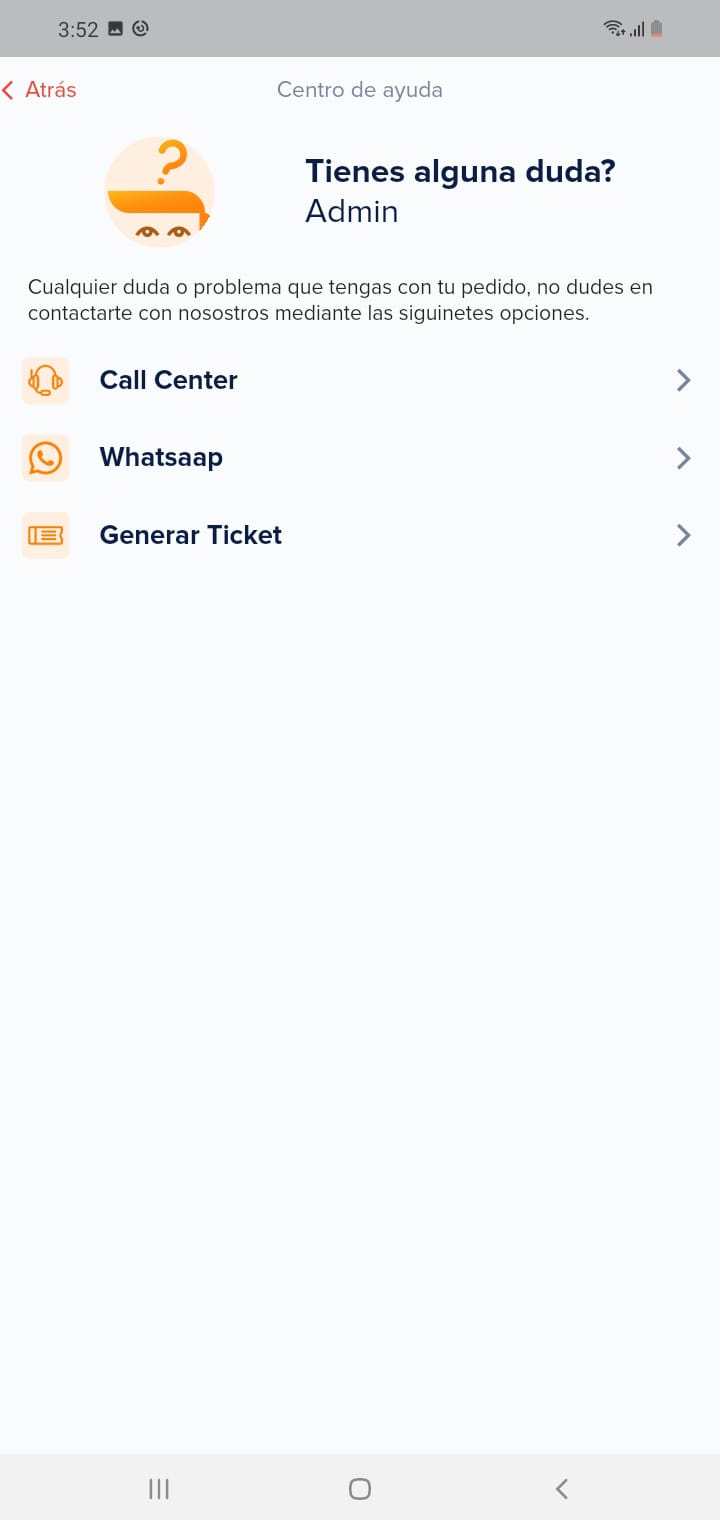 3:52
Atrás
Centro de ayuda
Tienes alguna duda?
Admin
Cualquier duda o problema que tengas con tu pedido, no dudes en
contactarte con nosostros mediante las siguinetes opciones.
Call Center
Whatsaap
Generar Ticket